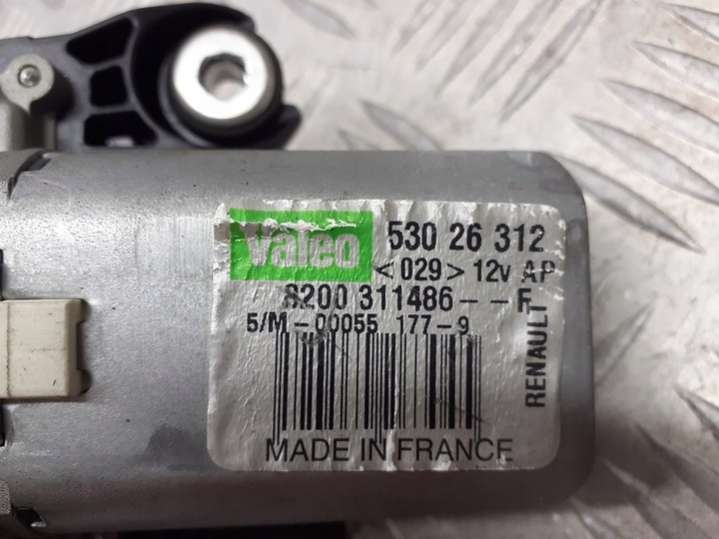 Valeo 530 26 312
<029> 12v AP
8200 311486 - - F
5/M-00055 177-9
RENAULT
MADE IN FRANCE